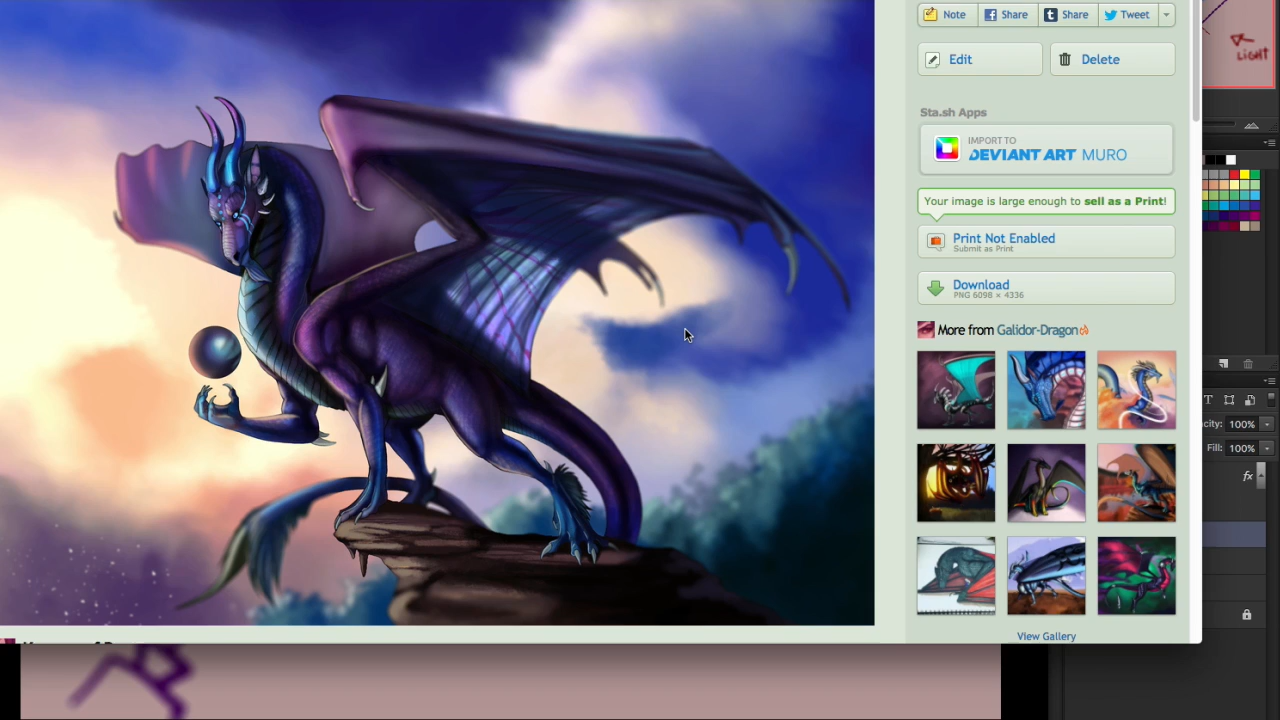 Note
Share
Share
Tweet
LIGHT
Edit
Delete
Sta.sh Apps
IMPORT TO
DEVIANT ART MURO
Your image is large enough to sell as a Print!
Print Not Enabled
Submit as Print
Download
PNG 6098 × 4336
More from Galidor-Dragon
T
city: 100%
Fill: 100%
fx
View Gallery